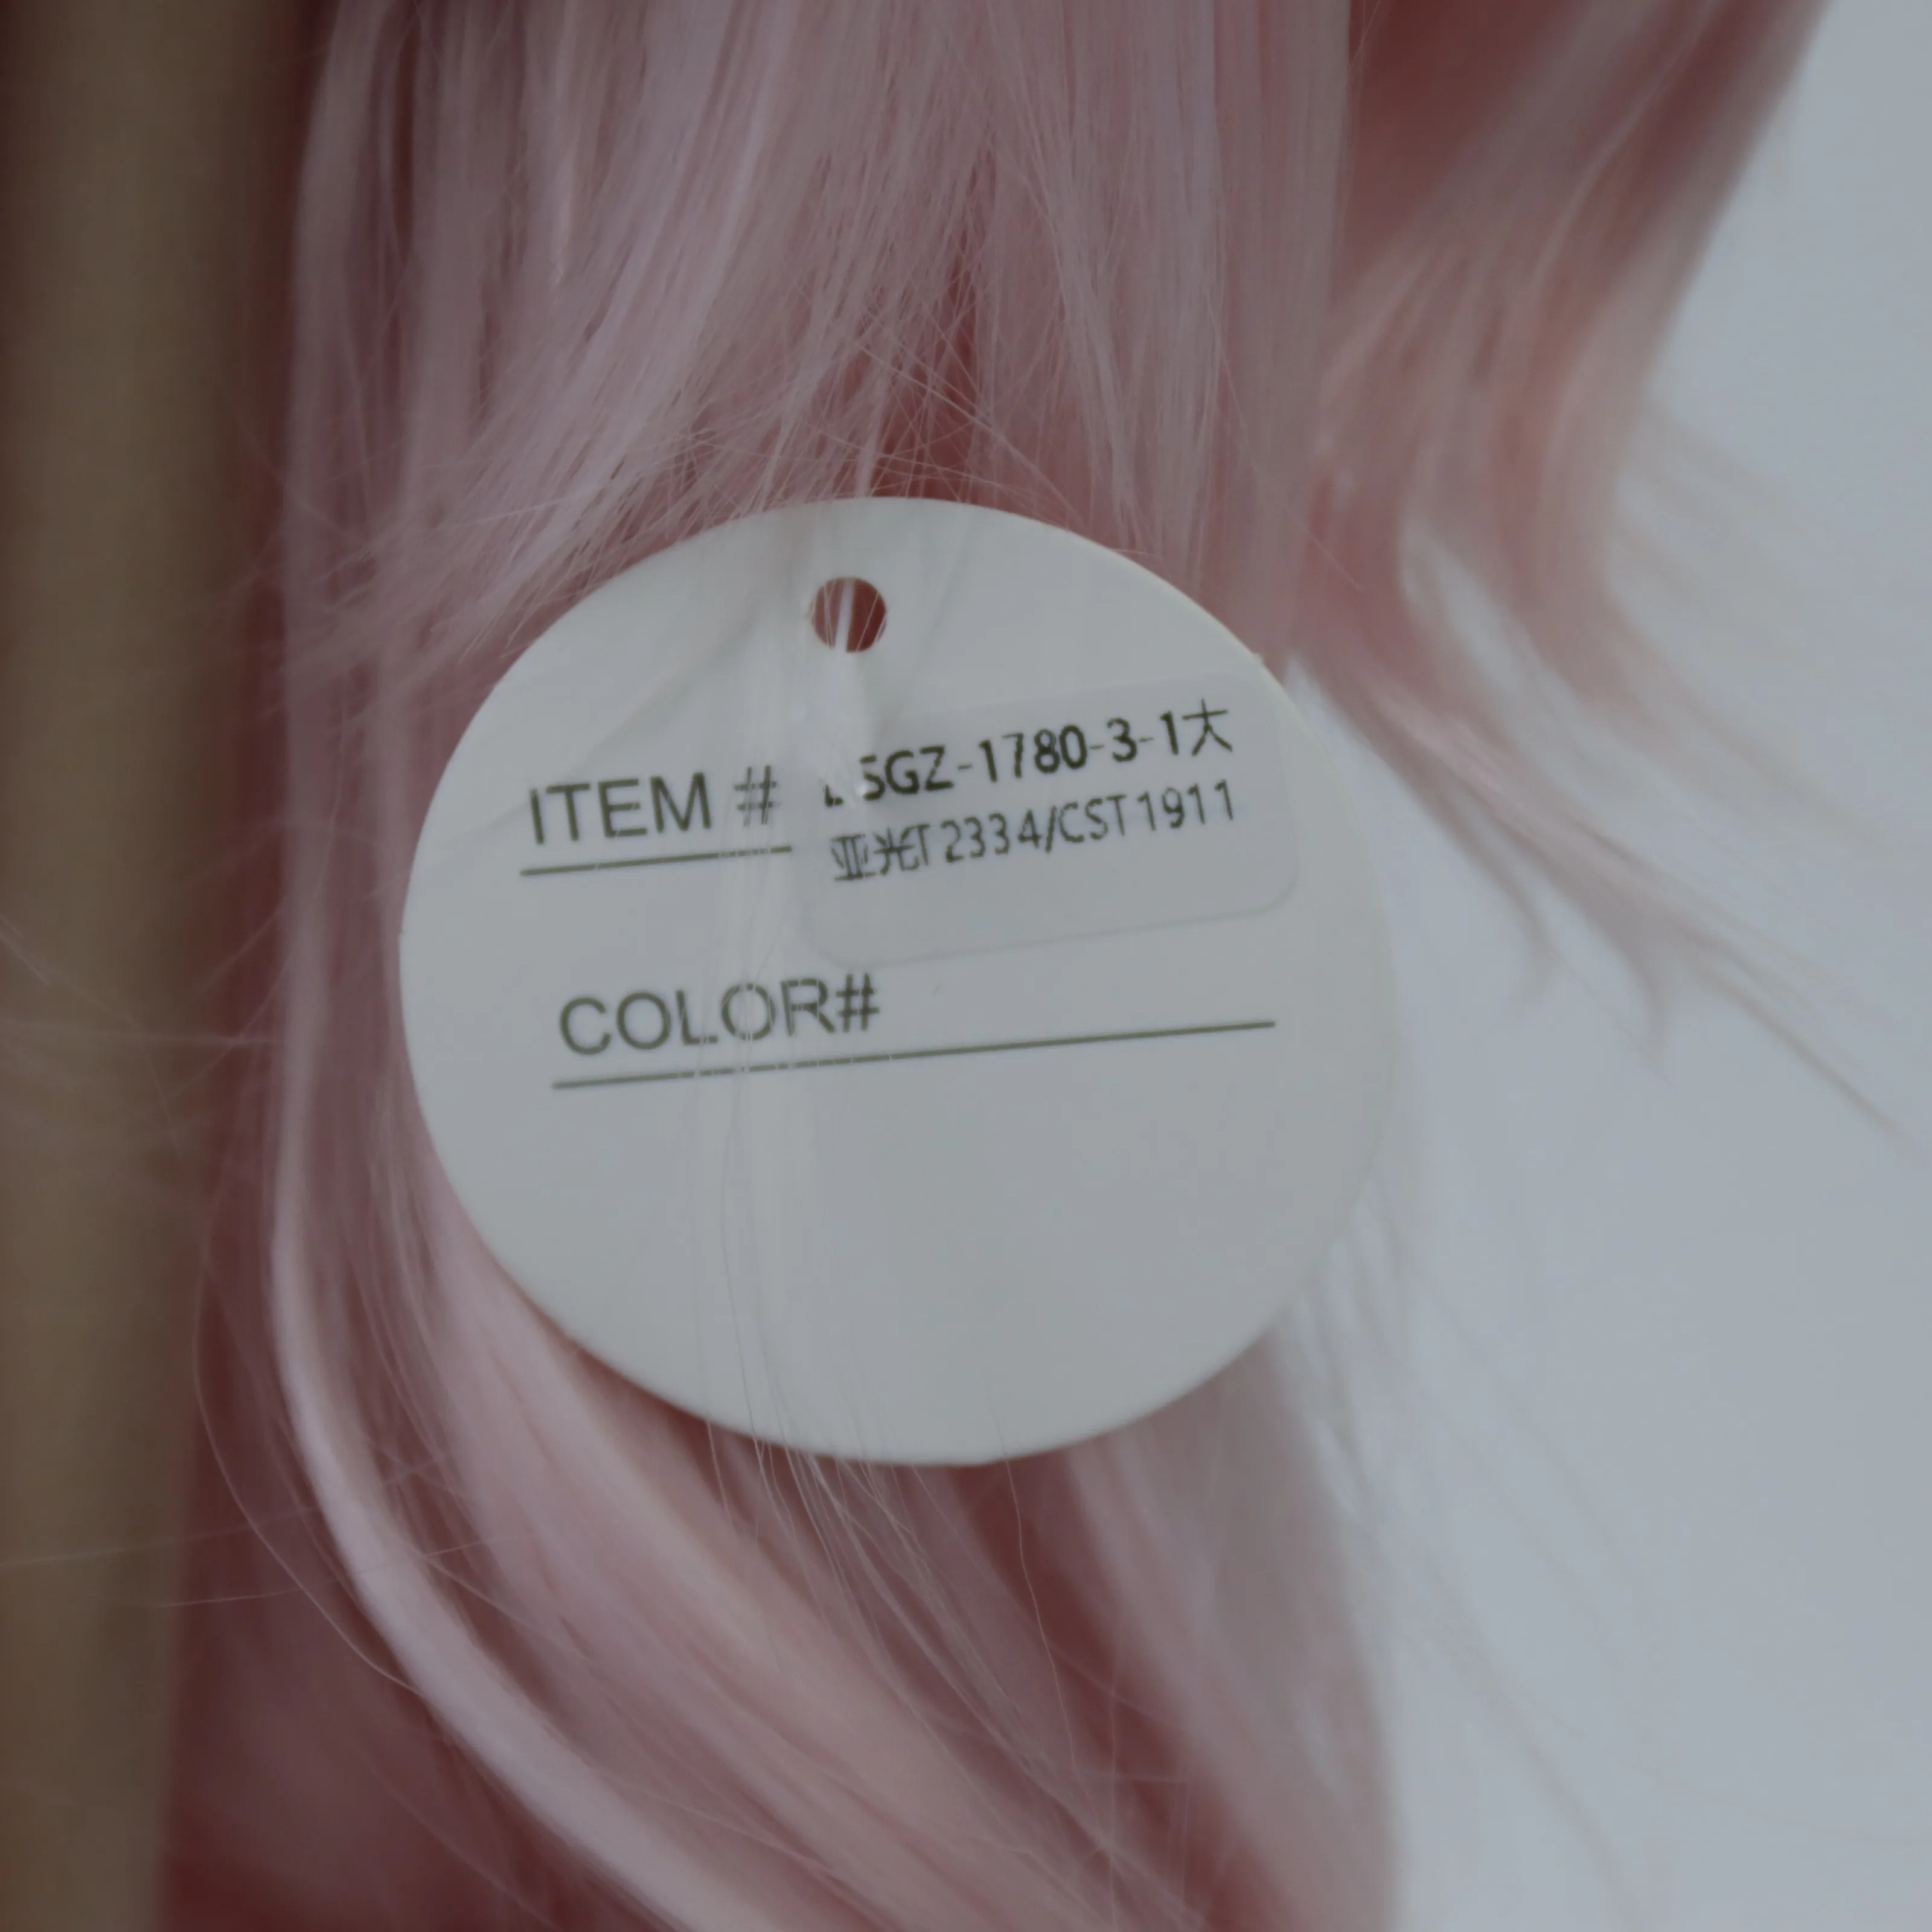 ITEM # SGZ-1780-3-1大
亚光T2334/CST1911
COLOR#